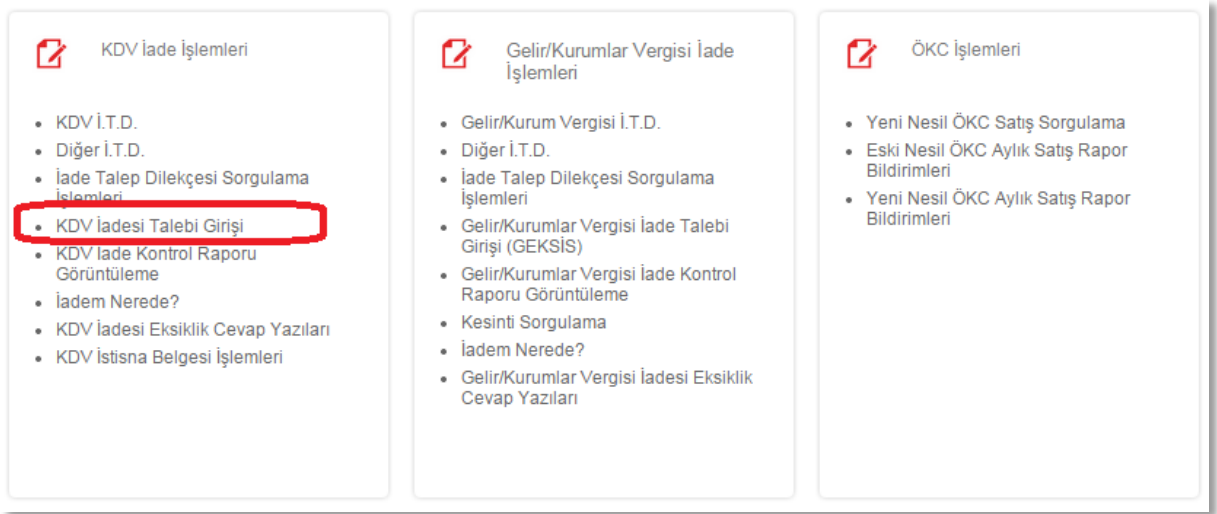 KDV İade İşlemleri
KDV İ.T.D.
Diğer İ.T.D.
İade Talep Dilekçesi Sorgulama
İşlemleri
KDV İadesi Talebi Girişi
KDV İade Kontrol Raporu
Görüntüleme
İadem Nerede?
KDV İadesi Eksiklik Cevap Yazıları
KDV İstisna Belgesi İşlemleri
Gelir/Kurumlar Vergisi İade
İşlemleri
Gelir/Kurum Vergisi İ.T.D.
Diğer İ.T.D.
İade Talep Dilekçesi Sorgulama
İşlemleri
Gelir/Kurumlar Vergisi İade Talebi
Girişi (GEKSİS)
Gelir/Kurumlar Vergisi İade Kontrol
Raporu Görüntüleme
Kesinti Sorgulama
İadem Nerede?
Gelir/Kurumlar Vergisi İadesi Eksiklik
Cevap Yazıları
ÖKC İşlemleri
Yeni Nesil ÖKC Satış Sorgulama
Eski Nesil ÖKC Aylık Satış Rapor
Bildirimleri
Yeni Nesil ÖKC Aylık Satış Rapor
Bildirimleri